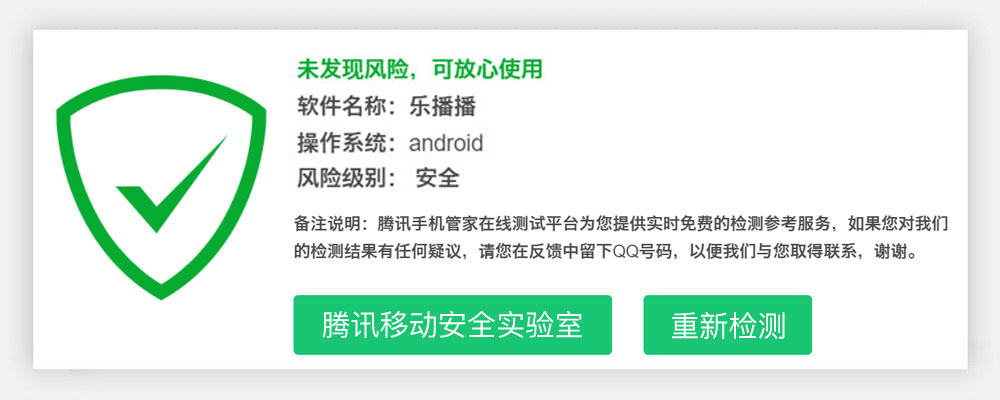 未发现风险，可放心使用
软件名称：乐播播
操作系统：android
风险级别： 安全
备注说明：腾讯手机管家在线测试平台为您提供实时免费的检测参考服务，如果您对我们
的检测结果有任何疑议，请您在反馈中留下QQ号码，以便我们与您取得联系，谢谢。
腾讯移动安全实验室 重新检测